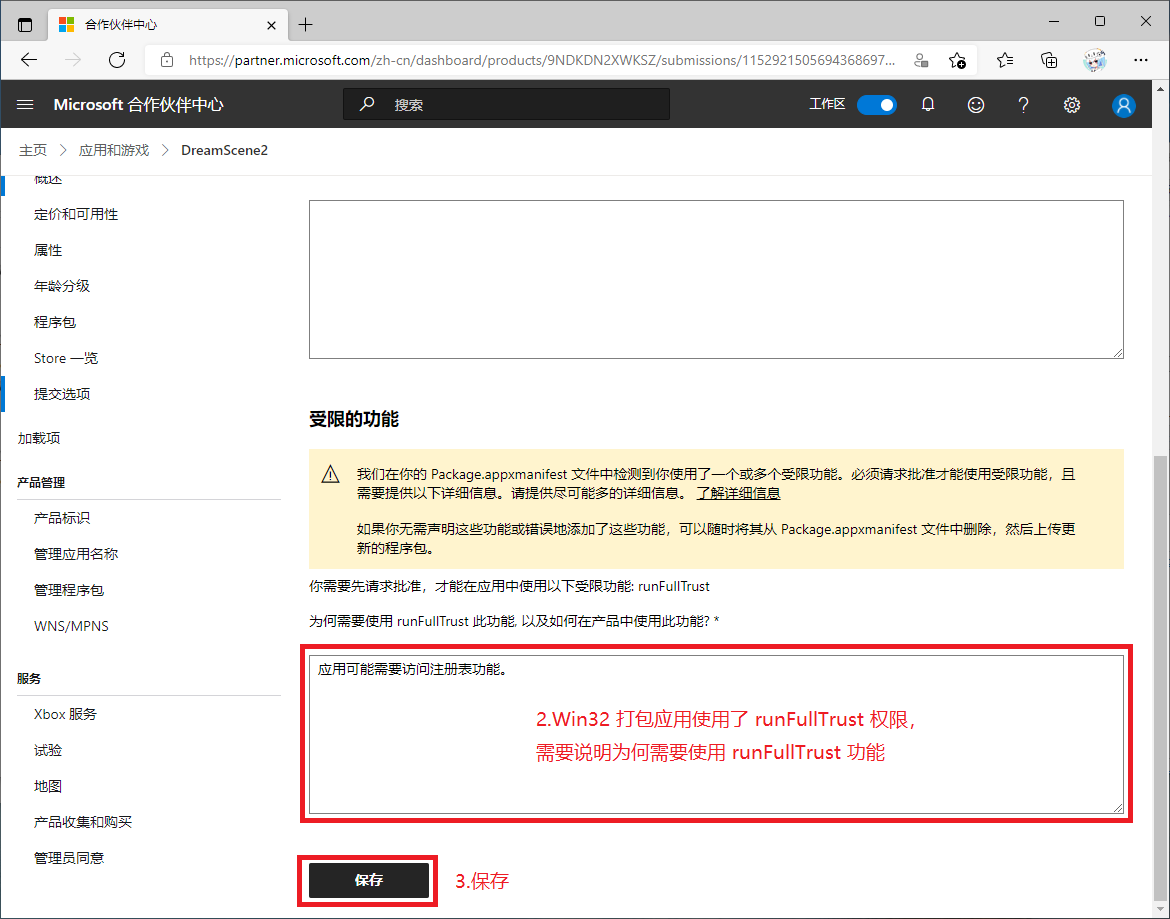 合作伙伴中心
https://partner.microsoft.com/zh-cn/dashboard/products/9NDKDN2XWKSZ/submissions/1152921505694368697...
Microsoft 合作伙伴中心
搜索
工作区
主页
应用和游戏
DreamScene2
概述
定价和可用性
属性
年龄分级
程序包
Store 一览
提交选项
加载项
产品管理
产品标识
管理应用名称
管理程序包
WNS/MPNS
服务
Xbox 服务
试验
地图
产品收集和购买
管理员同意
受限的功能
我们在你的 Package.appxmanifest 文件中检测到你使用了一个或多个受限功能。必须请求批准才能使用受限功能，且
需要提供以下详细信息。请提供尽可能多的详细信息。 了解详细信息
如果你无需声明这些功能或错误地添加了这些功能，可以随时将其从 Package.appxmanifest 文件中删除，然后上传更
新的程序包。
你需要先请求批准，才能在应用中使用以下受限功能: runFullTrust
为何需要使用 runFullTrust 此功能, 以及如何在产品中使用此功能? *
应用可能需要访问注册表功能。
2.Win32 打包应用使用了 runFullTrust 权限，
需要说明为何需要使用 runFullTrust 功能
保存
3.保存